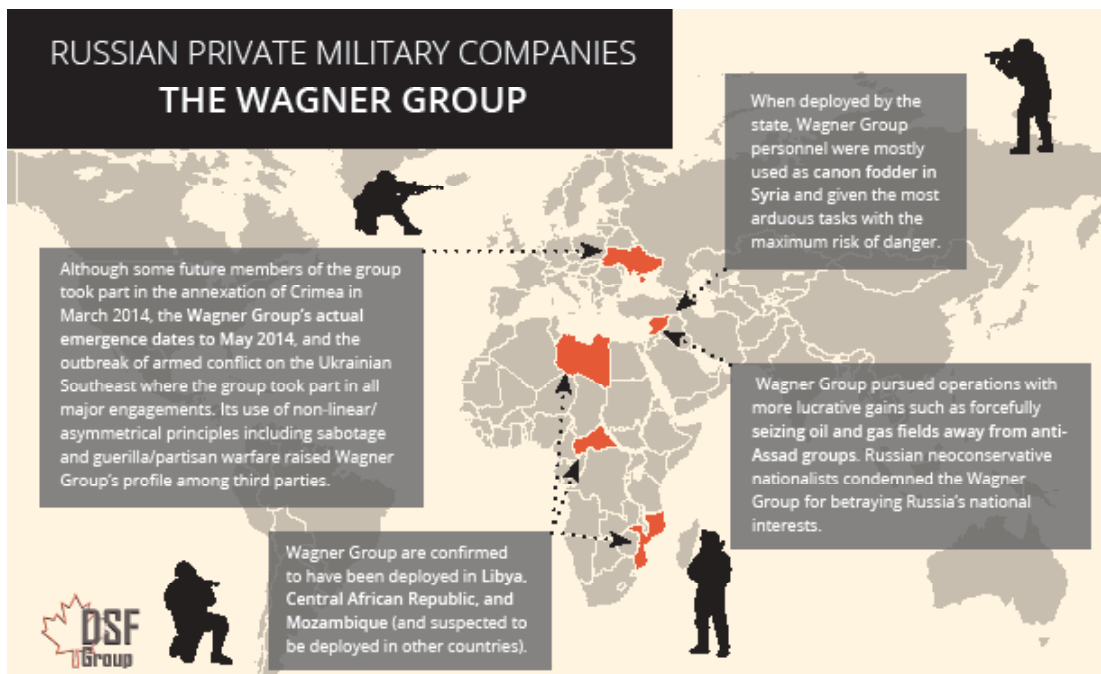 RUSSIAN PRIVATE MILITARY COMPANIES
THE WAGNER GROUP
When deployed by the
state, Wagner Group
personnel were mostly
used as canon fodder in
Syria and given the most
arduous tasks with the
maximum risk of danger.
Although some future members of the group
took part in the annexation of Crimea in
March 2014, the Wagner Group's actual
emergence dates to May 2014, and the
outbreak of armed conflict on the Ukrainian
Southeast where the group took part in all
major engagements. Its use of non-linear/
asymmetrical principles including sabotage
and guerilla/partisan warfare raised Wagner
Group's profile among third parties.
Wagner Group pursued operations with
more lucrative gains such as forcefully
seizing oil and gas fields away from anti-
Assad groups. Russian neoconservative
nationalists condemned the Wagner
Group for betraying Russia's national
interests.
Wagner Group are confirmed
to have been deployed in Libya,
Central African Republic, and
Mozambique (and suspected to
be deployed in other countries).
DSF
Group